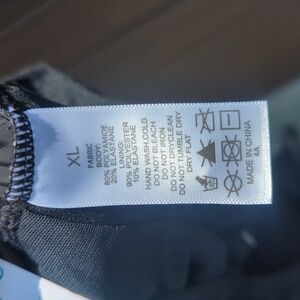 XL
FABRIC
BODY:
80% POLYAMIDE
20% ELASTANE
LINING:
90% POLYESTER
10% ELASTANE
HAND WASH,COLD
DO NOT BLEACH
DO NOT IRON
DO NOT DRYCLEAN
DO NOT TUMBLE DRY
DRY FLAT
MADE IN CHINA
4A